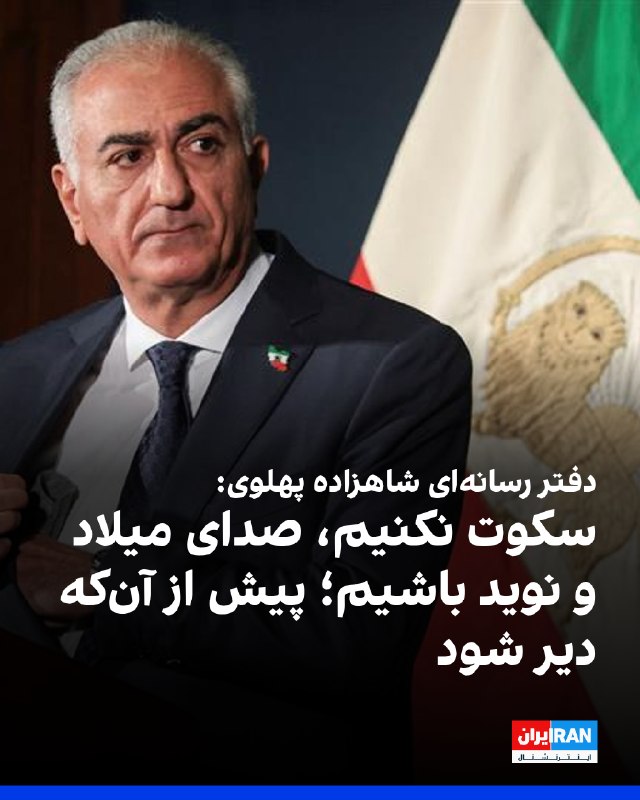 دفتر رسانه‌ای شاهزاده پهلوی:
سکوت نکنیم، صدای میلاد
و نوید باشیم؛ پیش از آن‌که
دیر شود
ایران IRAN
اینترنشنال